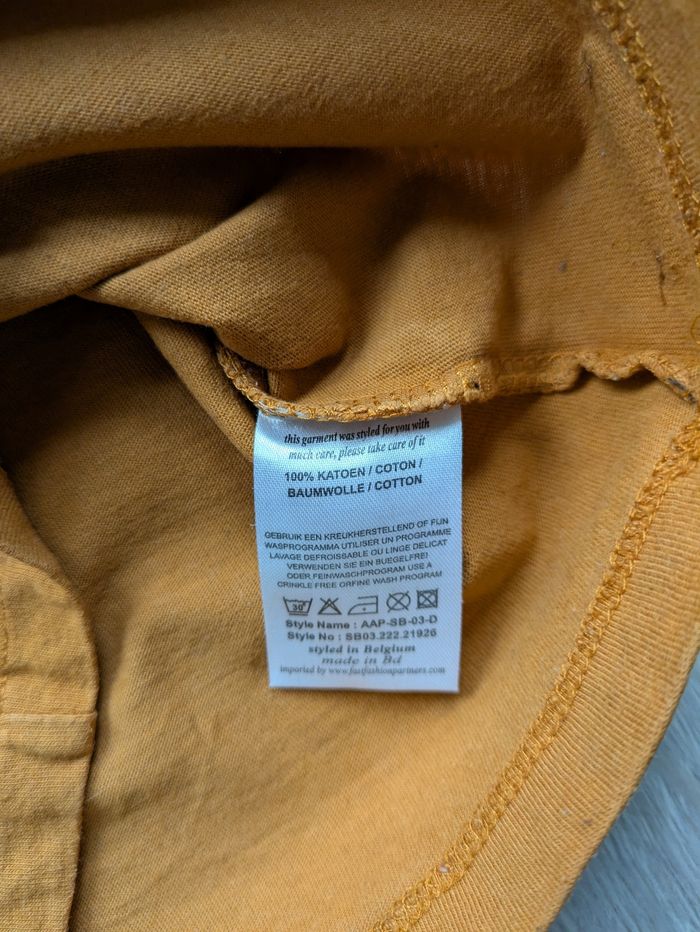 this garment was styled for you with
much care, please take care of it
100% KATOEN / COTON /
BAUMWOLLE / COTTON
GEBRUIK EEN KREUKHERSTELLEND OF FIJN
WASPROGRAMMA UTILISER UN PROGRAMME
LAVAGE DEFROISSABLE OU LINGE DELICAT
VERWENDEN SIE EIN BUEGELFREI
ODER FEINWASCHPROGRAM USE A
CRINKLE FREE ORFINE WASH PROGRAM
30°
Style Name : AAP-SB-03-D
Style No : SB03.222.21926
styled in Belgium
made in Bd
imported by www.fastfashionpartners.com